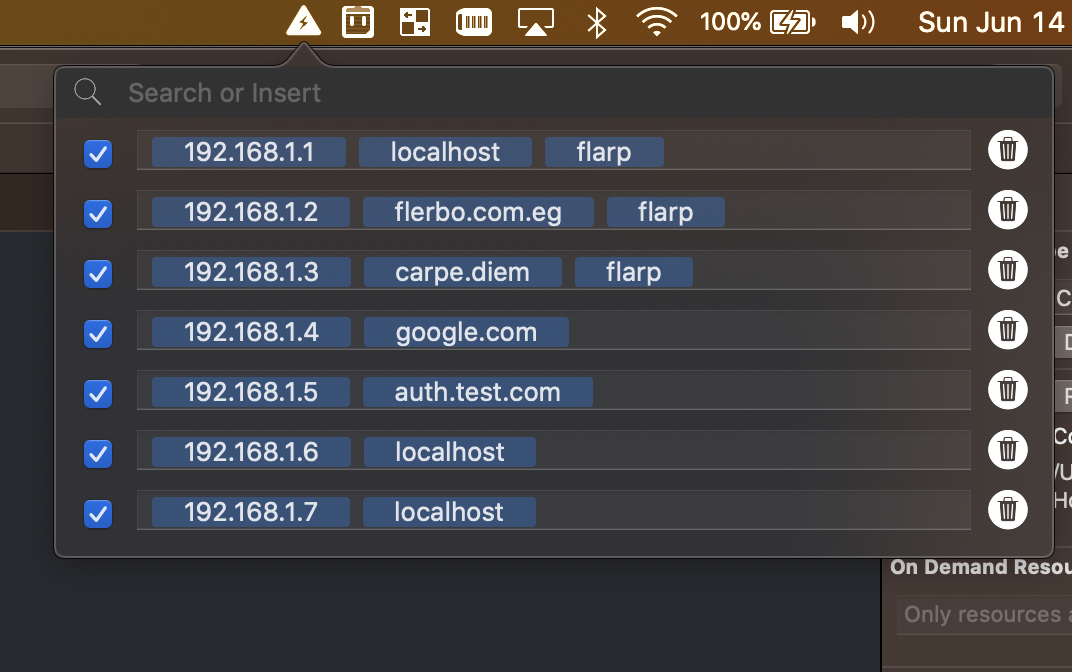 100% Sun Jun 14
Search or Insert
192.168.1.1 localhost flarp
192.168.1.2 flerbo.com.eg flarp
192.168.1.3 carpe.diem flarp
192.168.1.4 google.com
192.168.1.5 auth.test.com
192.168.1.6 localhost
192.168.1.7 localhost
On Demand Resou
Only resources a